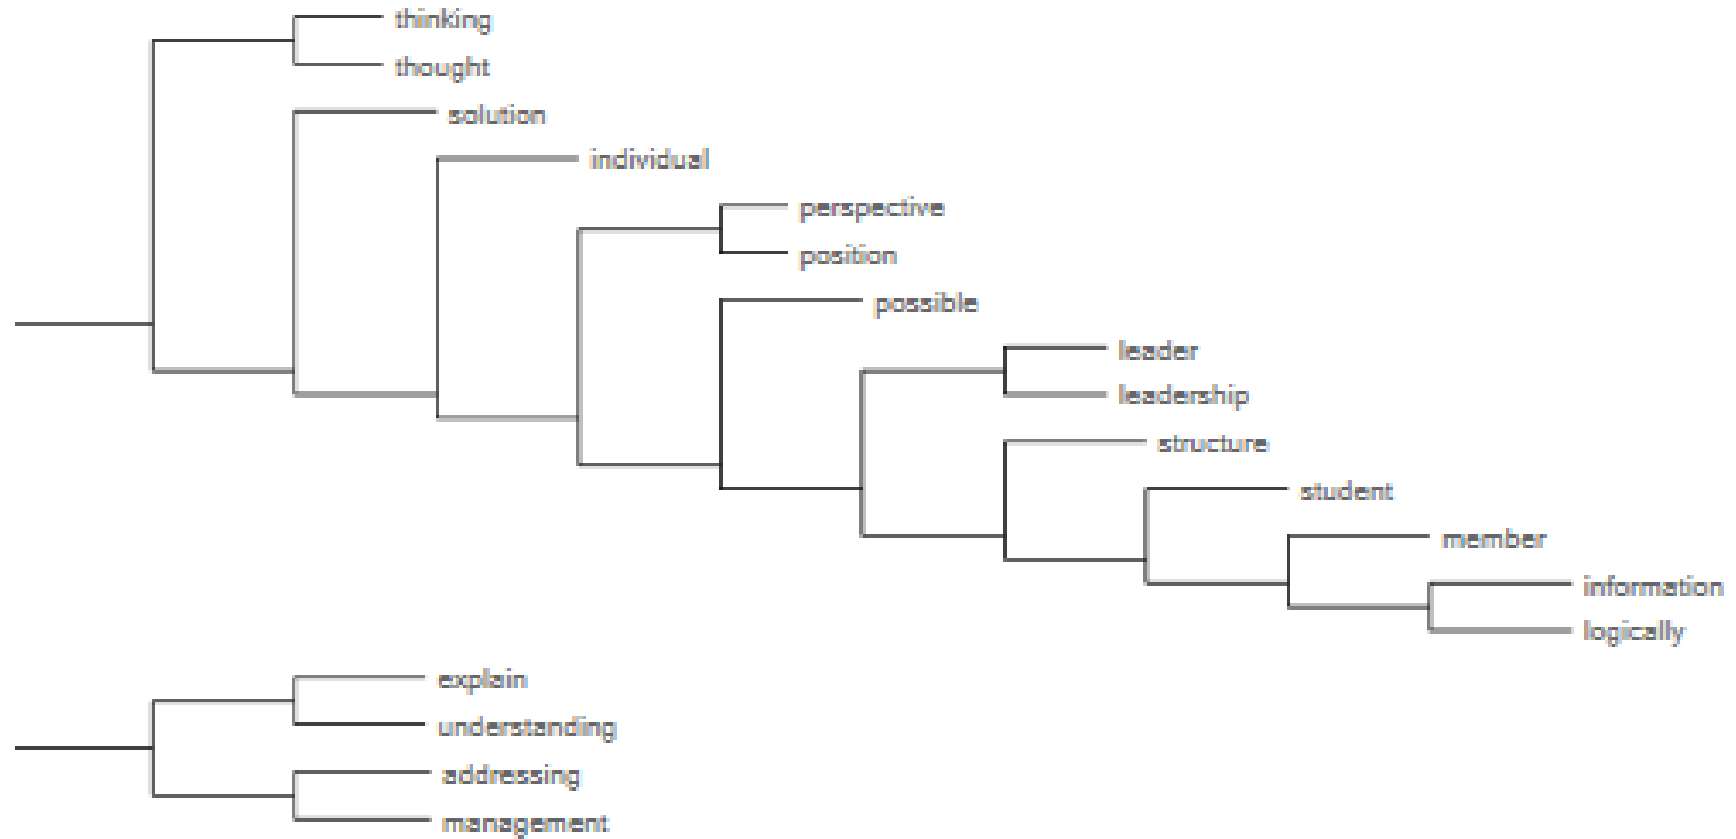 thinking
thought
solution
individual
perspective
position
possible
leader
leadership
structure
student
member
information
logically
explain
understanding
addressing
management